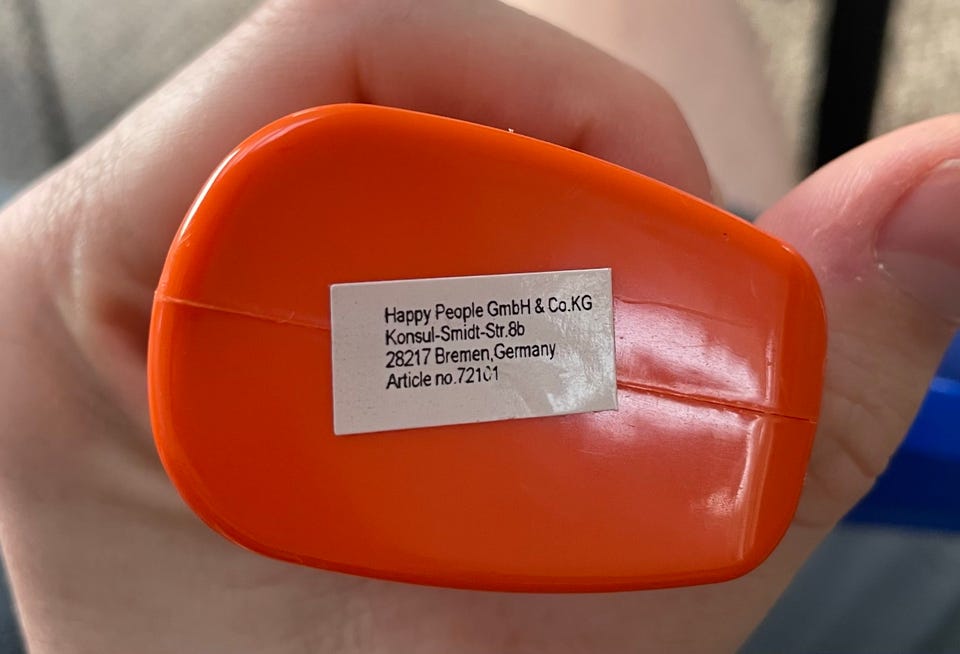 Happy People GmbH & Co.KG
Konsul-Smidt-Str.8b
28217 Bremen,Germany
Article no.72101